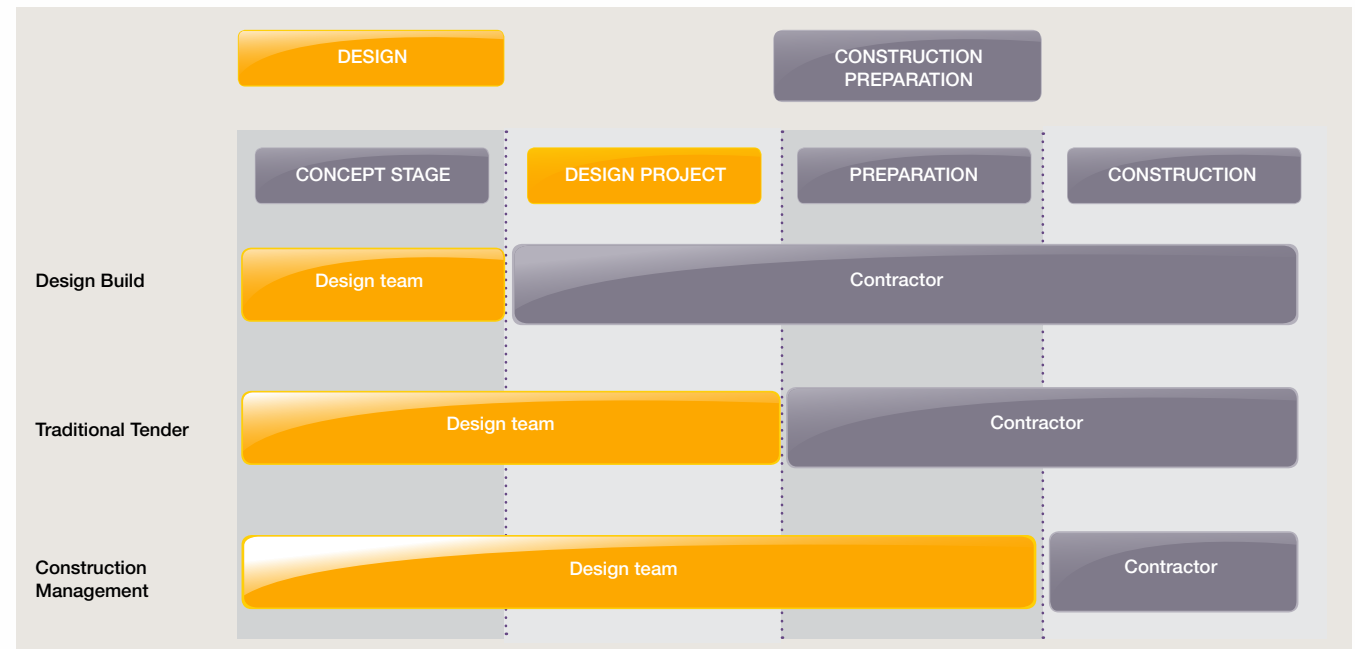 DESIGN
CONSTRUCTION
PREPARATION
CONCEPT STAGE
DESIGN PROJECT
PREPARATION
CONSTRUCTION
Design Build
Design team
Contractor
Traditional Tender
Design team
Contractor
Construction
Management
Design team
Contractor